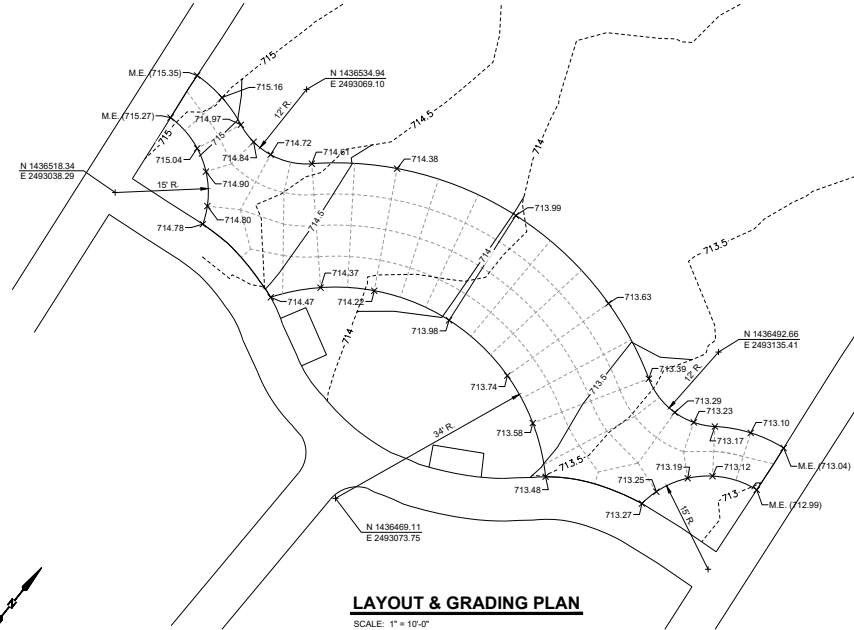 715
M.E. (715.35)
715.16
N 1436534.94
E 2493069.10
12' R.
M.E. (715.27)
714.97
714.5
715
715
714.72
714.61
714
714.84
715.04
714.38
N 1436518.34
E 2493038.29
15' R.
714.90
714.80
714.78
713.99
714.5
714
713.5
714.37
714.47
714.22
713.98
713.63
714
N 1436492.66
E 2493135.41
12' R.
713.74
713.39
713.5
713.29
713.23
713.10
713.17
34' R.
713.58
713.5
713.48
M.E. (713.04)
713.19
713.12
713.25
713
713.27
M.E. (712.99)
15' R.
N 1436469.11
E 2493073.75
N
LAYOUT & GRADING PLAN
SCALE: 1" = 10'-0"